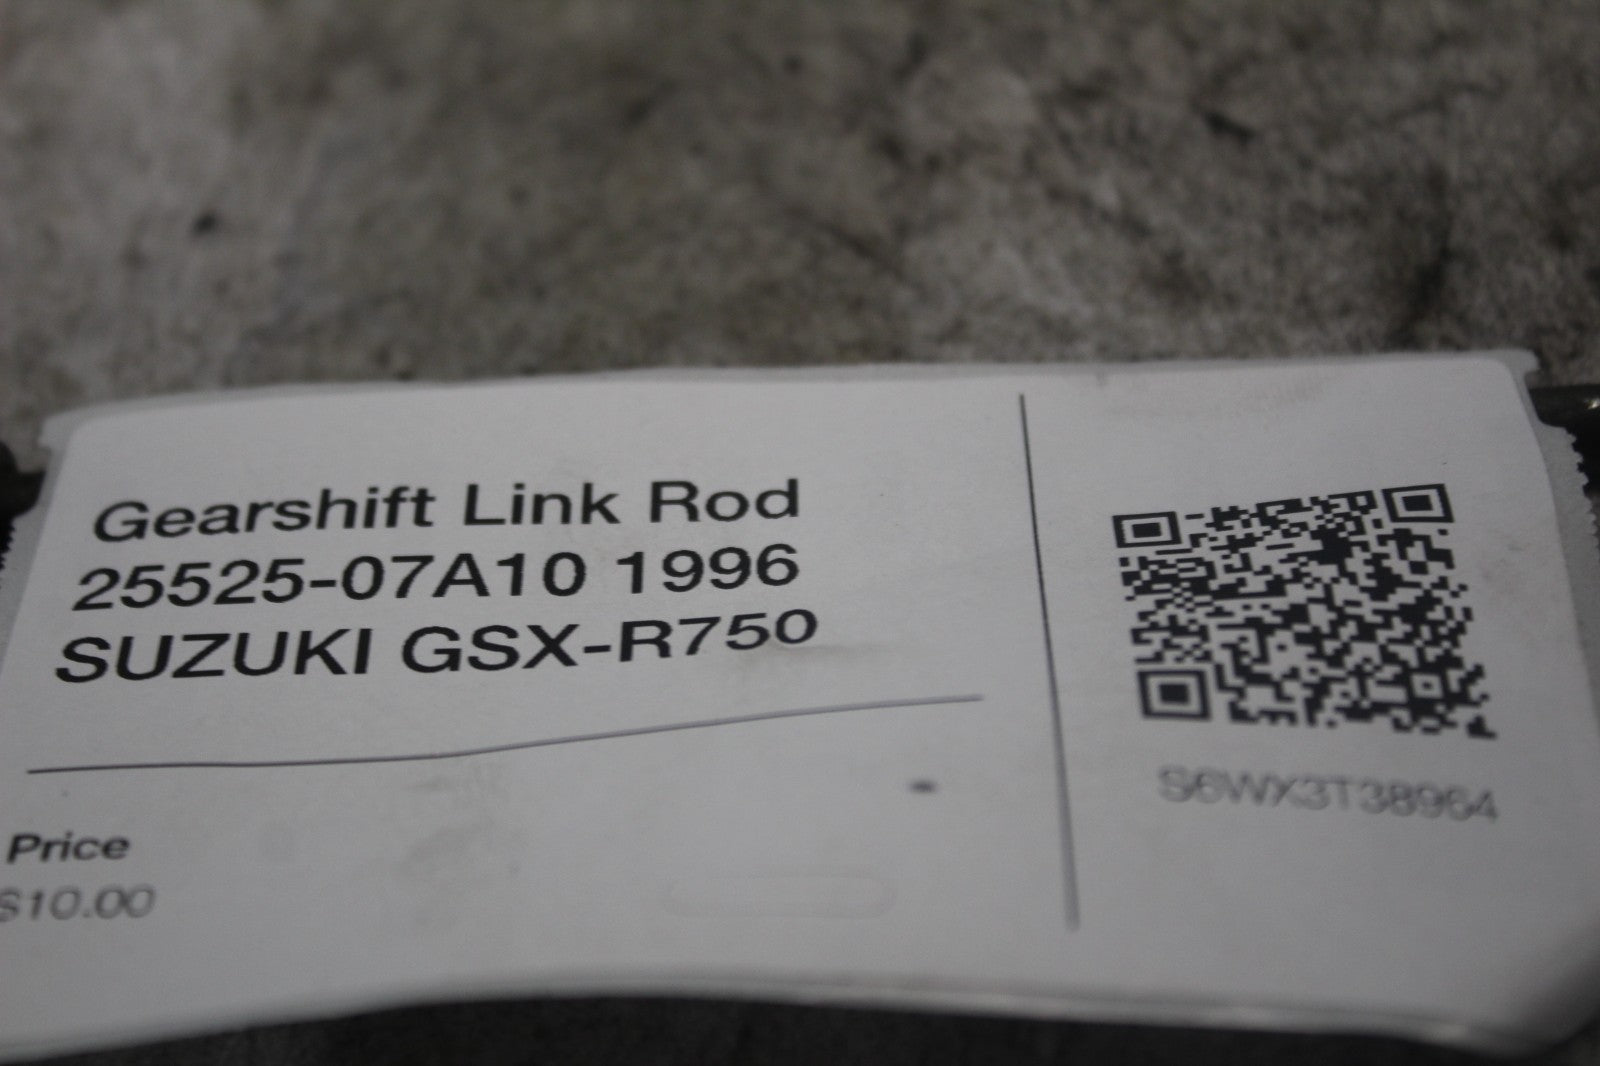 Gearshift Link Rod
25525-07A10 1996
SUZUKI GSX-R750
Price
$10.00
S6WX3T38964